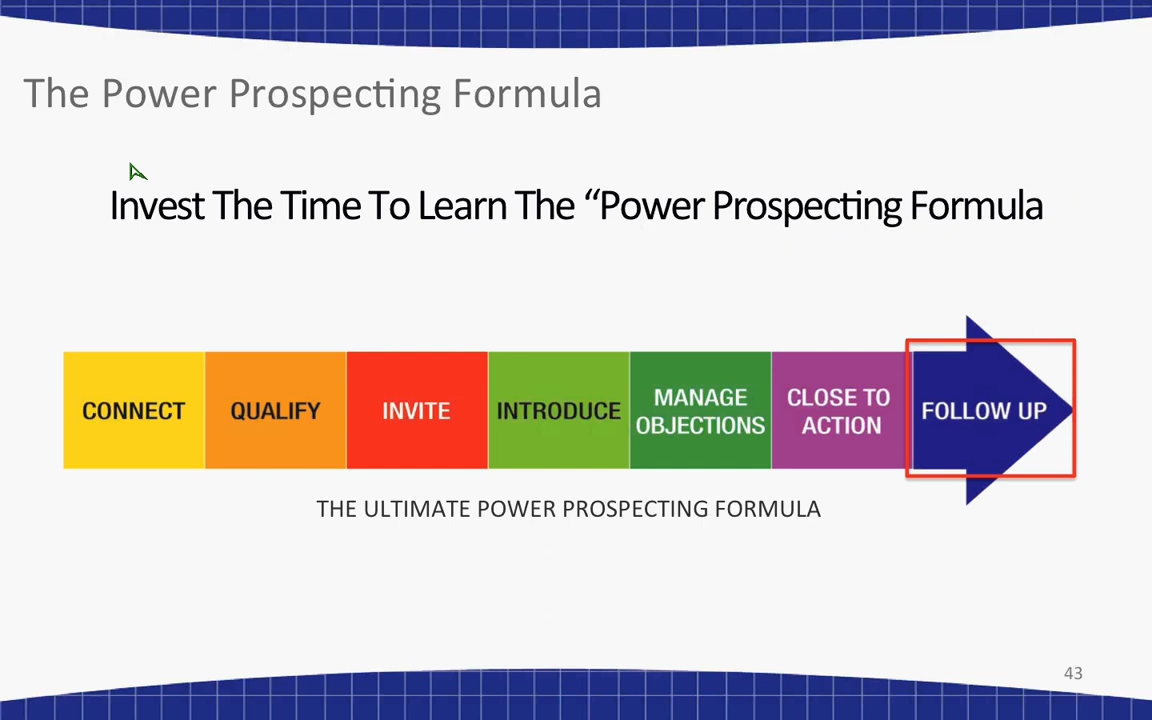 The Power Prospecting Formula
Invest The Time To Learn The “Power Prospecting Formula
CONNECT
QUALIFY
INVITE
INTRODUCE
MANAGE
OBJECTIONS
CLOSE TO
ACTION
FOLLOW UP
THE ULTIMATE POWER PROSPECTING FORMULA
43